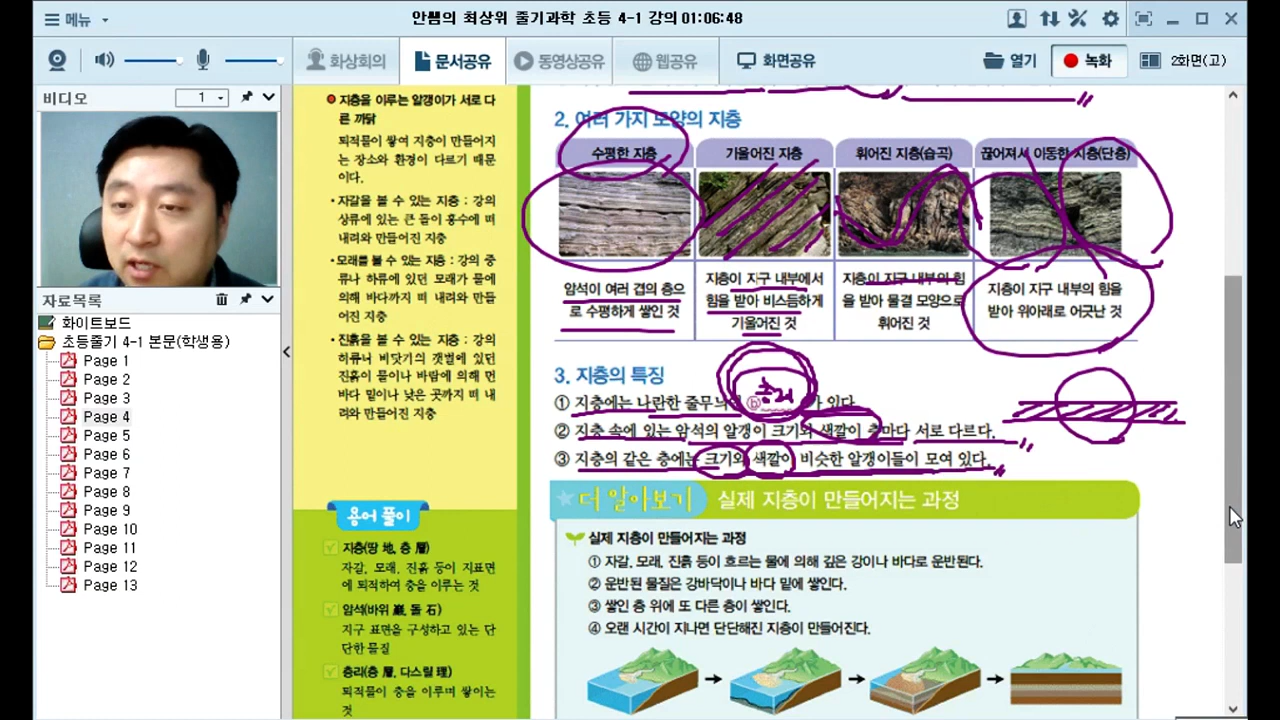 메뉴
안쌤의 최상위 줄기과학 초등 4-1 강의 01:06:48
화상회의
문서공유
동영상공유
웹공유
화면공유
열기
녹화
2화면(고)
비디오
1
자료목록
화이트보드
초등줄기 4-1 본문(학생용)
Page 1
Page 2
Page 3
Page 4
Page 5
Page 6
Page 7
Page 8
Page 9
Page 10
Page 11
Page 12
Page 13
지층을 이루는 알갱이가 서로 다
른 까닭
퇴적물이 쌓여 지층이 만들어지
는 장소와 환경이 다르기 때문
이다.
• 자갈을 볼 수 있는 지층 : 강의
상류에 있는 큰 돌이 홍수에 떠
내려와 만들어진 지층
• 모래를 볼 수 있는 지층 : 강의 중
류나 하류에 있던 모래가 물에
의해 바다까지 떠 내려와 만들
어진 지층
• 진흙을 볼 수 있는 지층 : 강의
하류나 바닷가의 갯벌에 있던
진흙이 물이나 바람에 의해 먼
바다 밑이나 낮은 곳까지 떠 내
려와 만들어진 지층
용어 풀이
지층(땅 地, 층 層)
자갈, 모래, 진흙 등이 지표면
에 퇴적하여 층을 이루는 것
암석(바위 巖, 돌 石)
지구 표면을 구성하고 있는 단
단한 물질
층리(층 層, 다스릴 理)
퇴적물이 층을 이루며 쌓이는
것
2. 여러 가지 모양의 지층
수평한 지층
기울어진 지층
휘어진 지층(습곡)
끊어져서 이동한 지층(단층)
암석이 여러 겹의 층으
로 수평하게 쌓인 것
지층이 지구 내부에서
힘을 받아 비스듬하게
기울어진 것
지층이 지구 내부의 힘
을 받아 물결 모양으로
휘어진 것
지층이 지구 내부의 힘을
받아 위아래로 어긋난 것
3. 지층의 특징
층리
① 지층에는 나란한 줄무늬인 ⓑ 가 있다.
② 지층 속에 있는 암석의 알갱이 크기와 색깔이 층마다 서로 다르다.
③ 지층의 같은 층에는 크기와 색깔이 비슷한 알갱이들이 모여 있다.
더 알아보기 실제 지층이 만들어지는 과정
실제 지층이 만들어지는 과정
① 자갈, 모래, 진흙 등이 흐르는 물에 의해 깊은 강이나 바다로 운반된다.
② 운반된 물질은 강바닥이나 바다 밑에 쌓인다.
③ 쌓인 층 위에 또 다른 층이 쌓인다.
④ 오랜 시간이 지나면 단단해진 지층이 만들어진다.